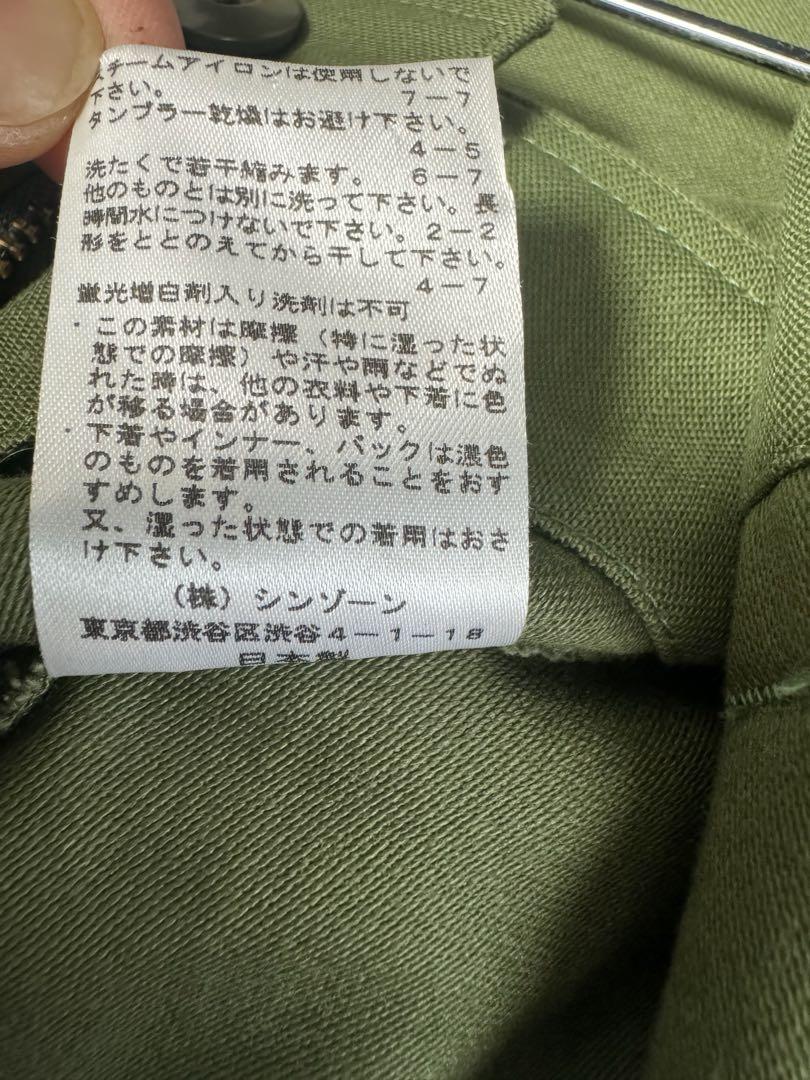 スチームアイロンは使用しないで
下さい。 7-7
タンブラー乾燥はお避け下さい。
4-5
洗たくで若干縮みます。 6-7
他のものとは別に洗って下さい。長
時間水につけないで下さい。2-2
形をととのえてから干して下さい。
4-7
蛍光増白剤入り洗剤は不可
・この素材は摩擦（特に湿った状
態での摩擦）や汗や雨などでぬ
れた時は、他の衣料や下着に色
が移る場合があります。
・下着やインナー、バックは濃色
のものを着用されることをおす
すめします。
又、湿った状態での着用はおさ
け下さい。
（株）シンゾーン
東京都渋谷区渋谷4-1-18
日本製